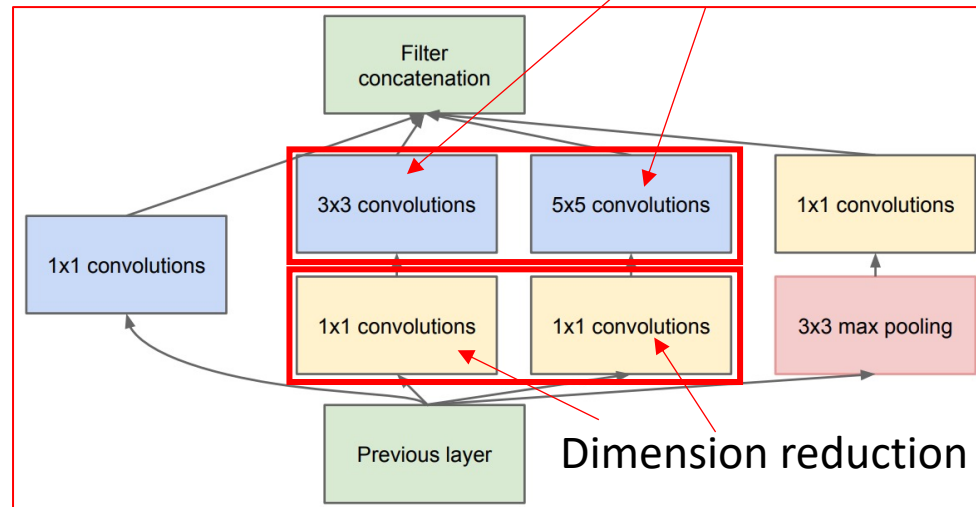 Filter
concatenation
3x3 convolutions
5x5 convolutions
1x1 convolutions
1x1 convolutions
1x1 convolutions
1x1 convolutions
3x3 max pooling
Previous layer
Dimension reduction